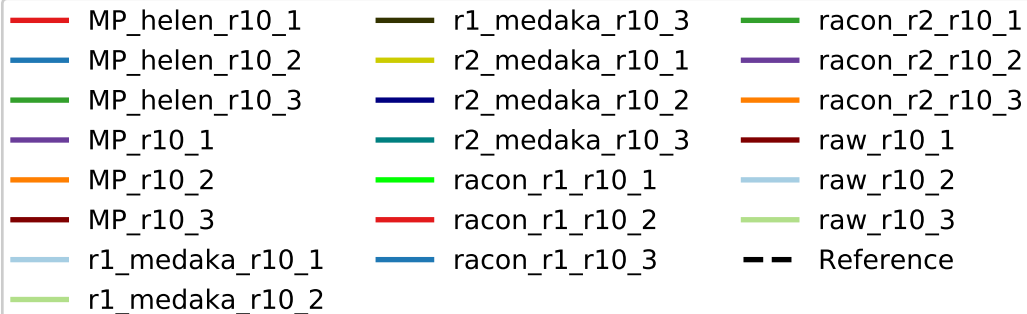 MP_helen_r10_1
MP_helen_r10_2
MP_helen_r10_3
MP_r10_1
MP_r10_2
MP_r10_3
r1_medaka_r10_1
r1_medaka_r10_2
r1_medaka_r10_3
r2_medaka_r10_1
r2_medaka_r10_2
r2_medaka_r10_3
racon_r1_r10_1
racon_r1_r10_2
racon_r1_r10_3
racon_r2_r10_1
racon_r2_r10_2
racon_r2_r10_3
raw_r10_1
raw_r10_2
raw_r10_3
Reference